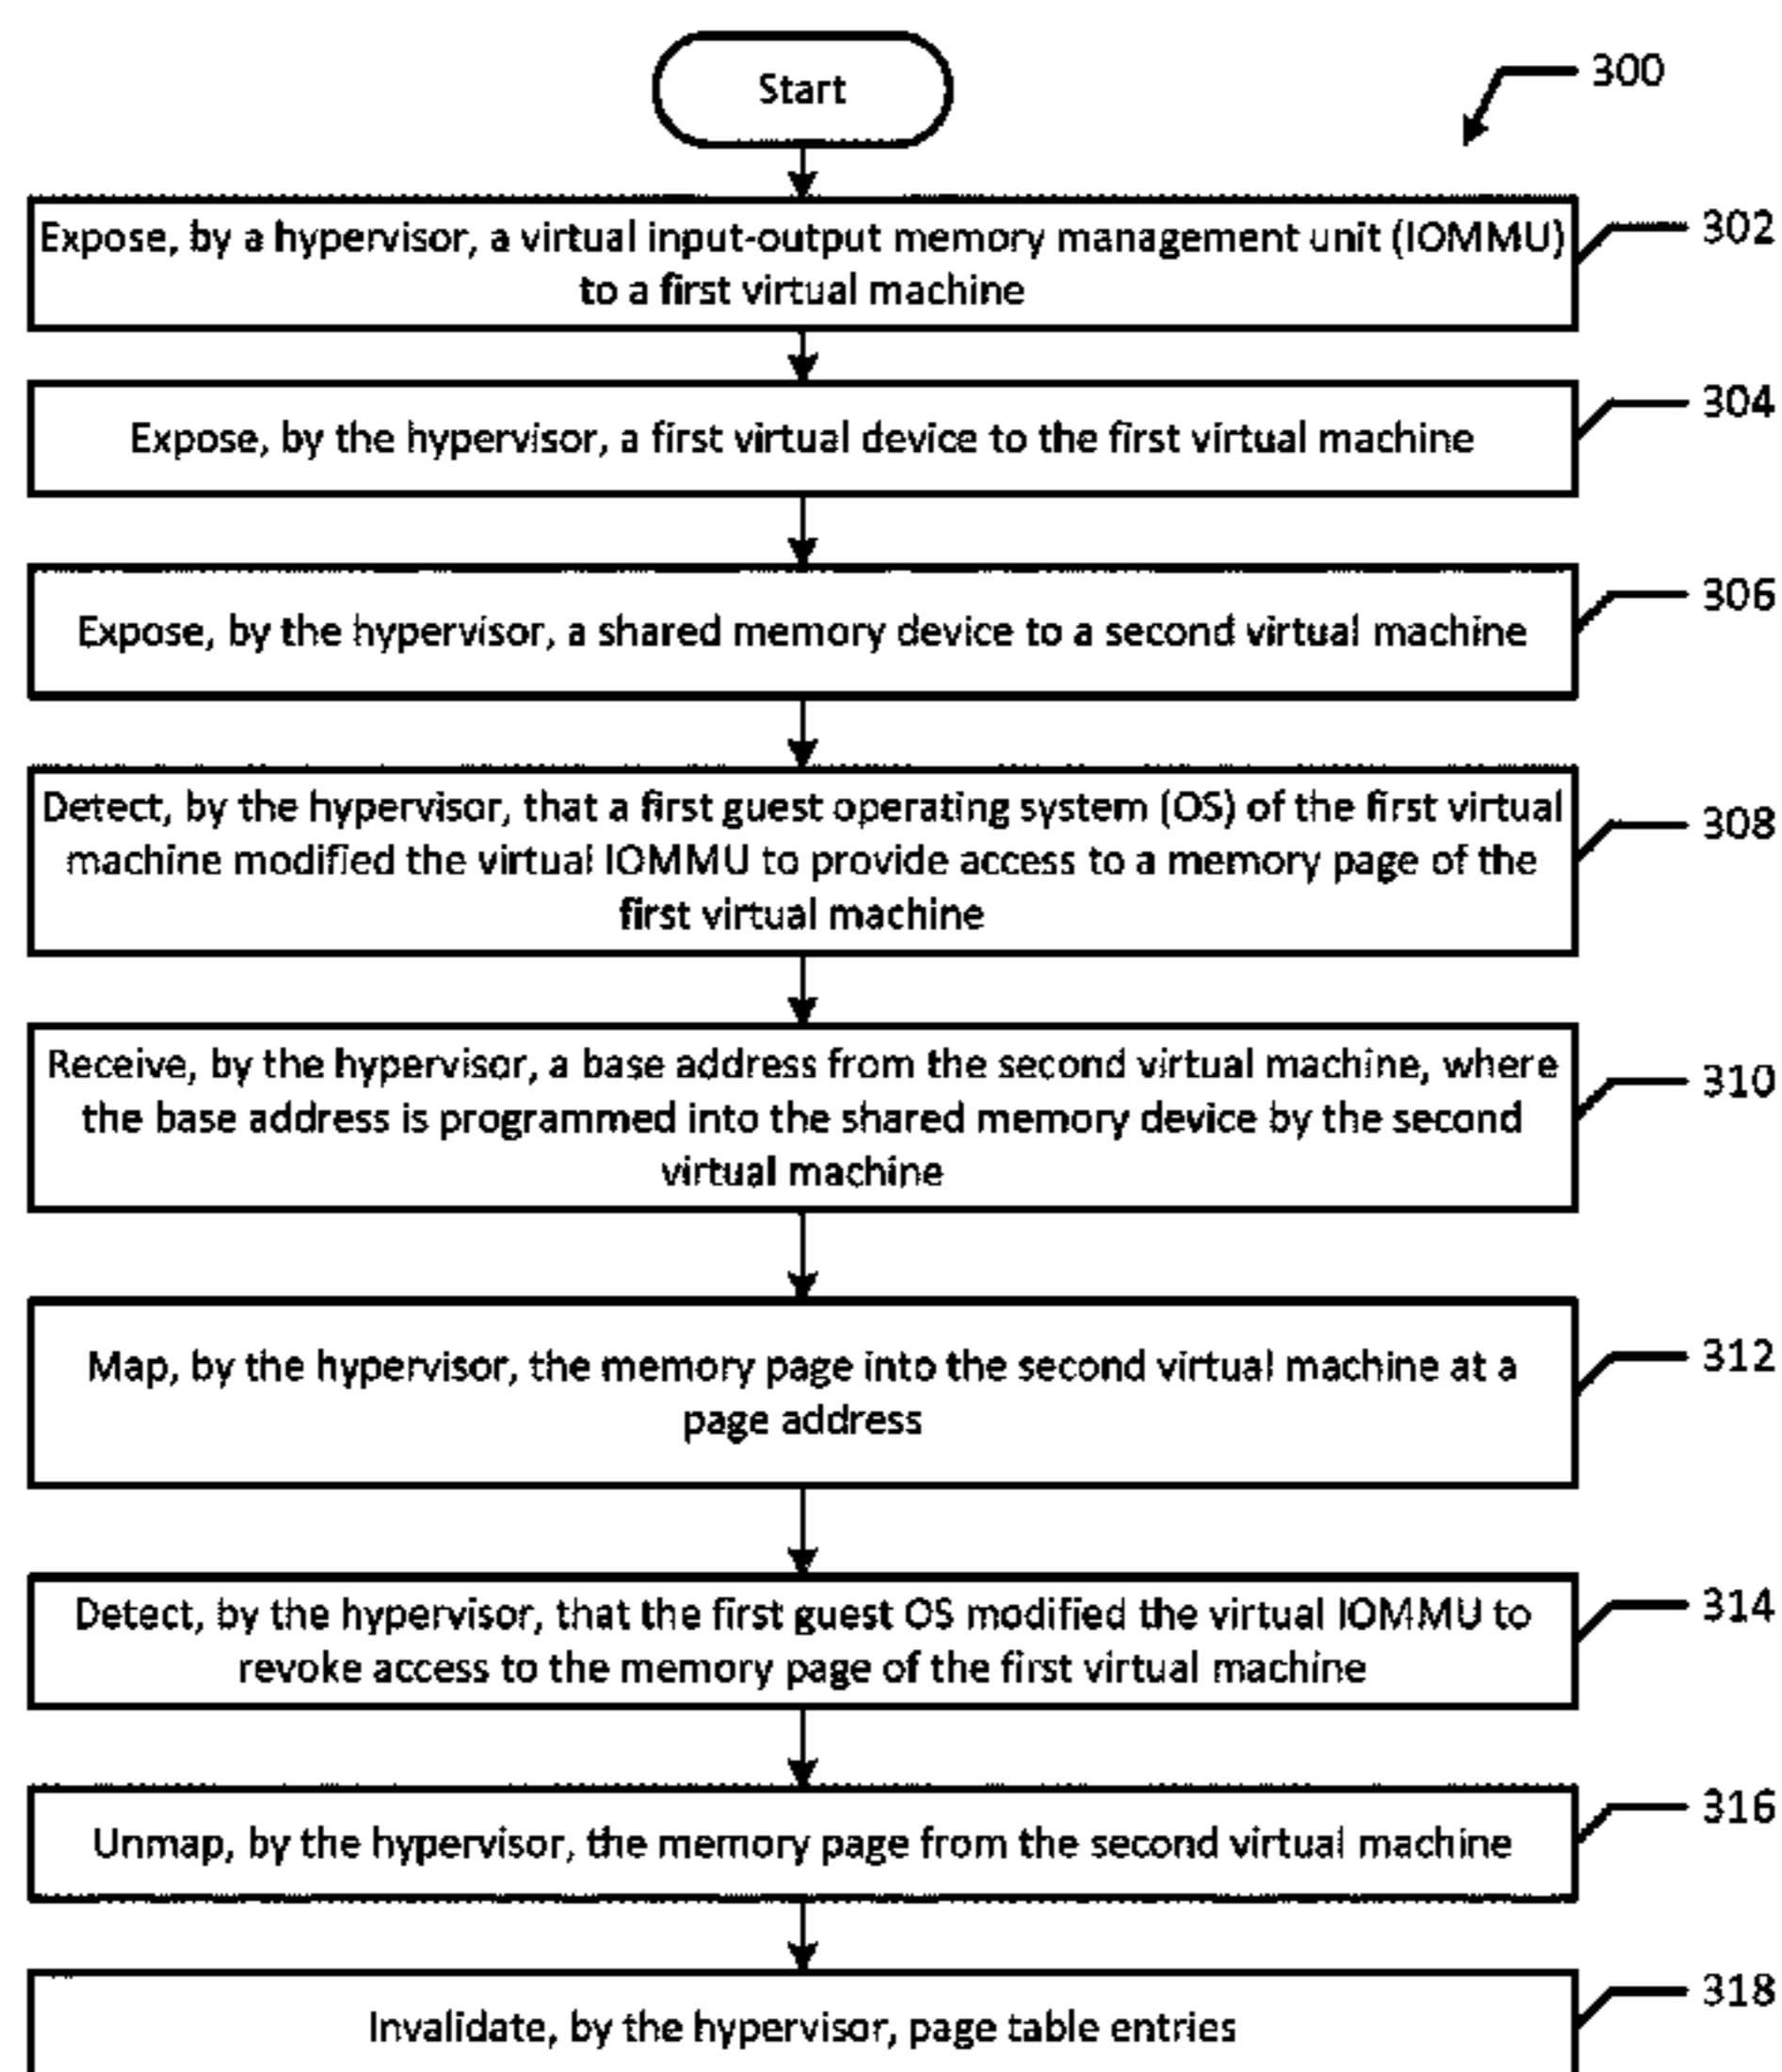 Start
300
Expose, by a hypervisor, a virtual input-output memory management unit (IOMMU)
to a first virtual machine
302
Expose, by the hypervisor, a first virtual device to the first virtual machine
304
Expose, by the hypervisor, a shared memory device to a second virtual machine
306
Detect, by the hypervisor, that a first guest operating system (OS) of the first virtual
machine modified the virtual IOMMU to provide access to a memory page of the
first virtual machine
308
Receive, by the hypervisor, a base address from the second virtual machine, where
the base address is programmed into the shared memory device by the second
virtual machine
310
Map, by the hypervisor, the memory page into the second virtual machine at a
page address
312
Detect, by the hypervisor, that the first guest OS modified the virtual IOMMU to
revoke access to the memory page of the first virtual machine
314
Unmap, by the hypervisor, the memory page from the second virtual machine
316
Invalidate, by the hypervisor, page table entries
318